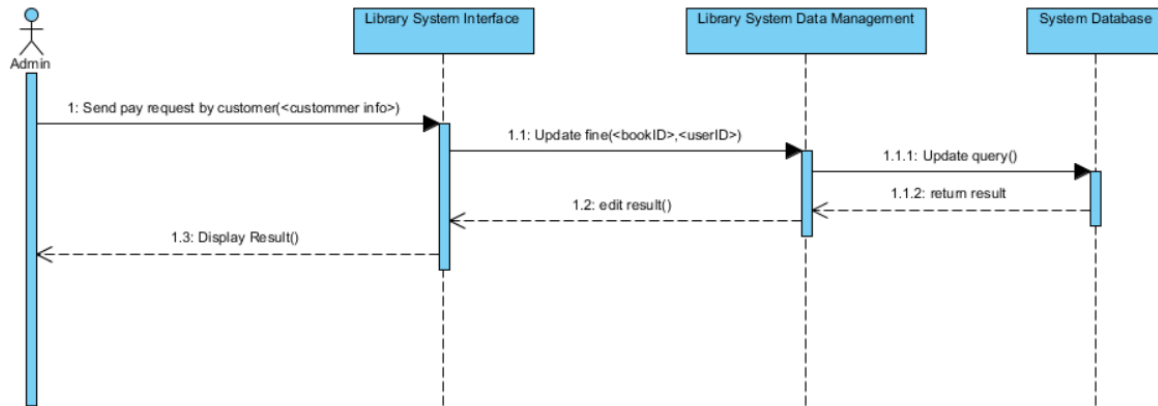 Library System Interface
Library System Data Management
System Database
Admin
1: Send pay request by customer(<custommer info>)
1.1: Update fine(<bookID>,<userID>)
1.1.1: Update query()
1.1.2: return result
1.2: edit result()
1.3: Display Result()